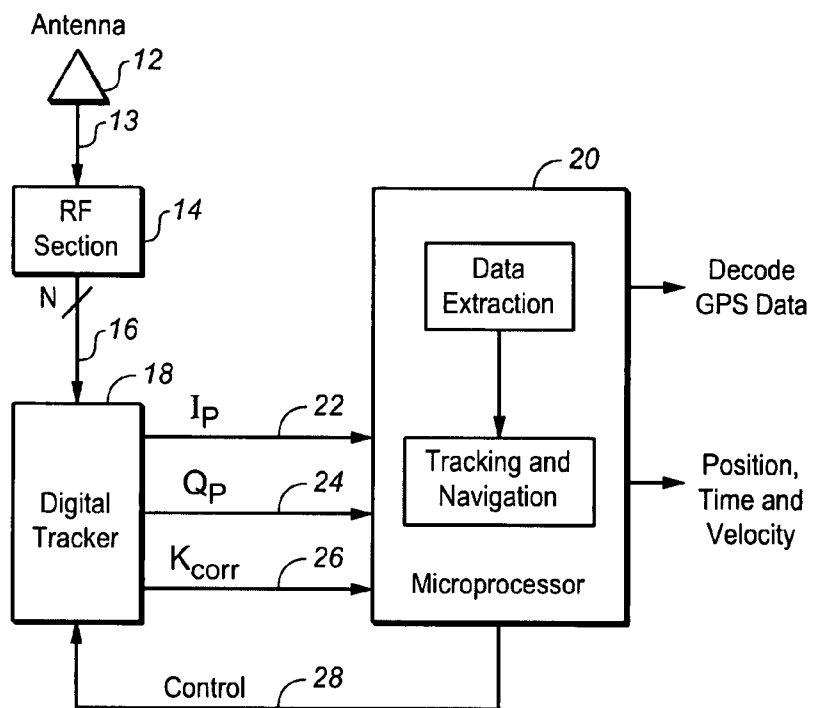 Antenna
12
13
RF
Section
14
N
16
18
Digital
Tracker
I_P
22
Q_P
24
K_corr
26
20
Data
Extraction
Tracking and
Navigation
Microprocessor
Decode
GPS Data
Position,
Time and
Velocity
Control
28